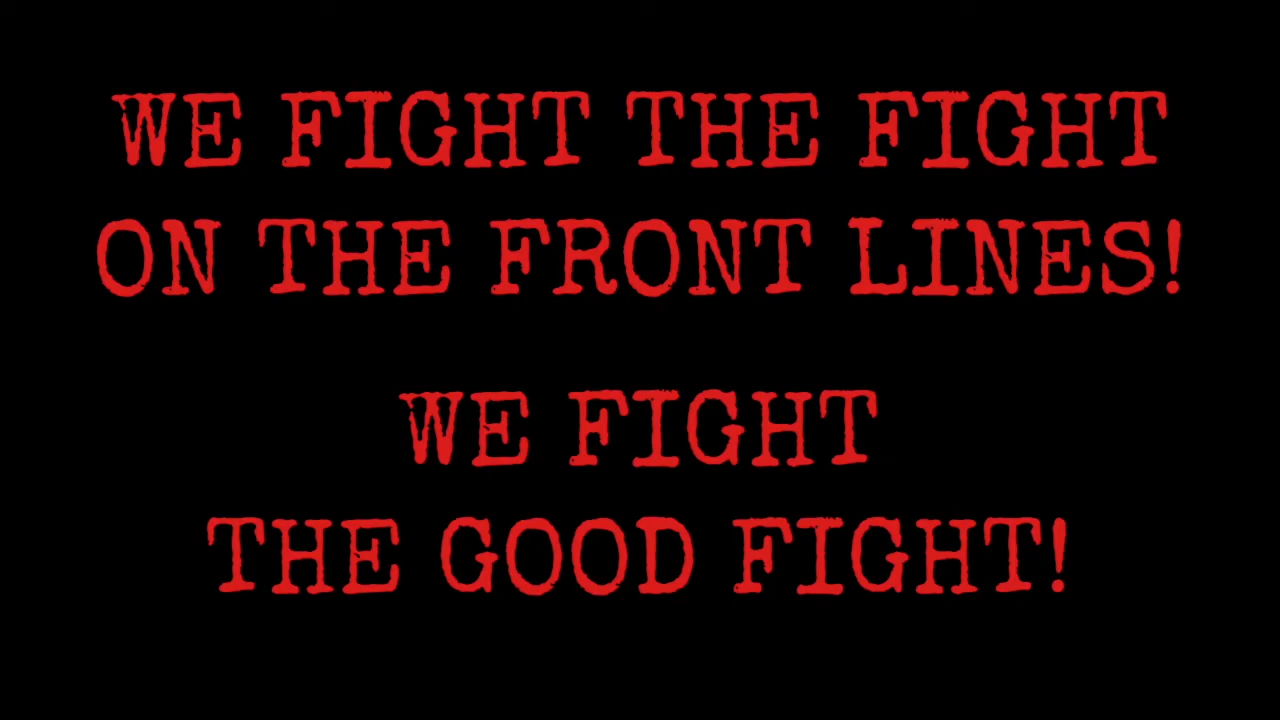 WE FIGHT THE FIGHT
ON THE FRONT LINES!
WE FIGHT
THE GOOD FIGHT!